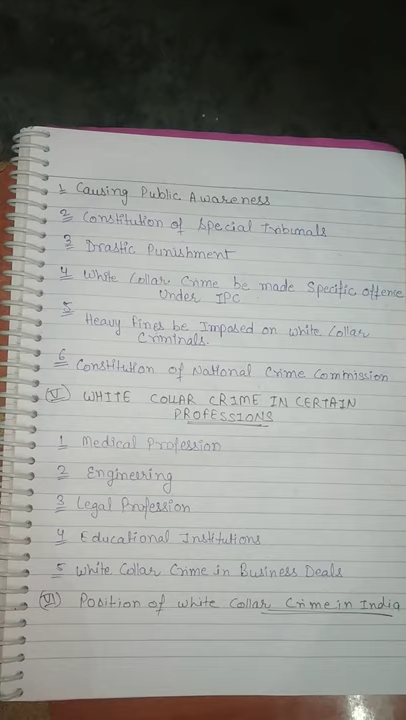 1 Causing Public Awareness
2 Constitution of Special Tribunals
3 Drastic Punishment
4 White Collar Crime be made Specific offence
Under IPC
5 Heavy Fines be Imposed on White Collar
Criminals.
6 Constitution of National Crime Commission
(V) WHITE COLLAR CRIME IN CERTAIN
PROFESSIONS
1 Medical Profession
2 Engineering
3 Legal Profession
4 Educational Institutions
5 White Collar Crime in Business Deals
(VI) Position of White Collar Crime in India